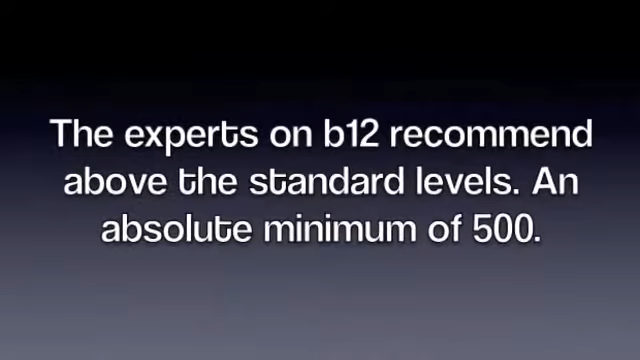 The experts on b12 recommend
above the standard levels. An
absolute minimum of 500.